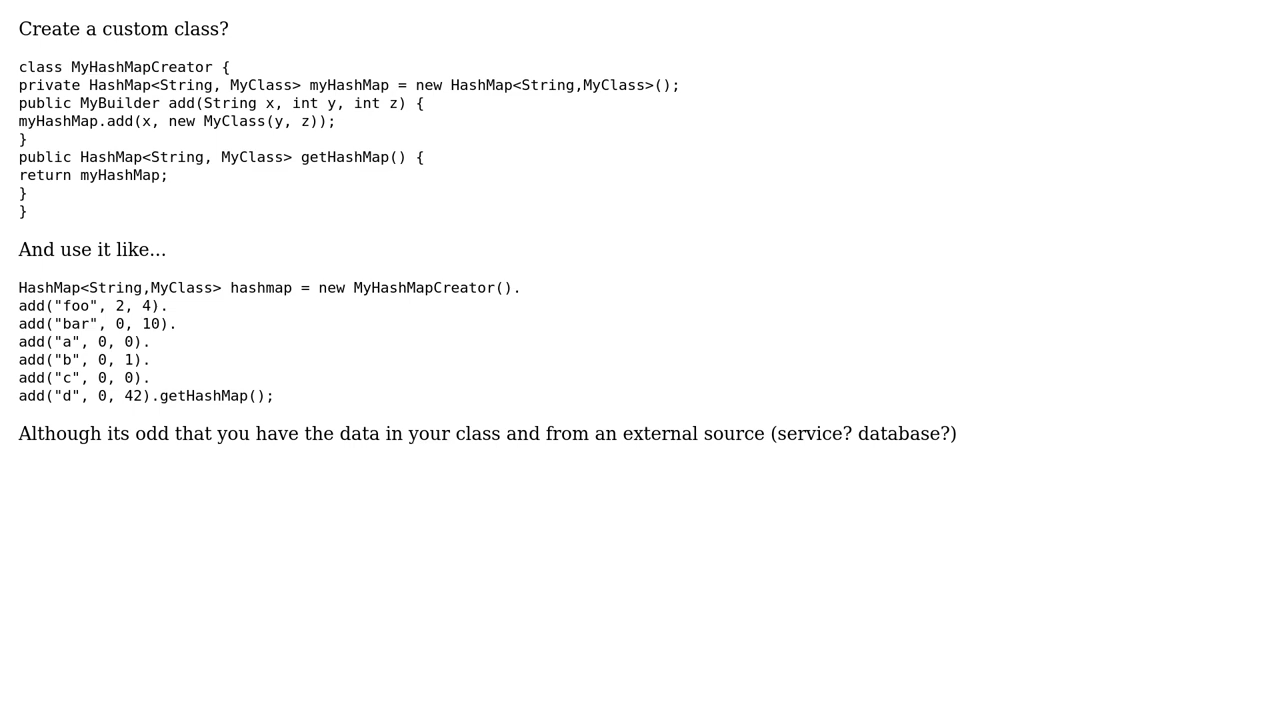 Create a custom class?
class MyHashMapCreator {
private HashMap<String, MyClass> myHashMap = new HashMap<String,MyClass>();
public MyBuilder add(String x, int y, int z) {
myHashMap.add(x, new MyClass(y, z));
}
public HashMap<String, MyClass> getHashMap() {
return myHashMap;
}
}
And use it like...
HashMap<String,MyClass> hashmap = new MyHashMapCreator().
add("foo", 2, 4).
add("bar", 0, 10).
add("a", 0, 0).
add("b", 0, 1).
add("c", 0, 0).
add("d", 0, 42).getHashMap();
Although its odd that you have the data in your class and from an external source (service? database?)